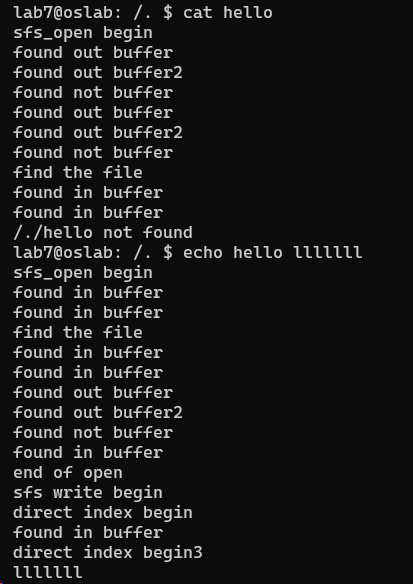 lab7@oslab: /. $ cat hello
sfs_open begin
found out buffer
found out buffer2
found not buffer
found out buffer
found out buffer2
found not buffer
find the file
found in buffer
found in buffer
/./hello not found
lab7@oslab: /. $ echo hello lllllll
sfs_open begin
found in buffer
found in buffer
find the file
found in buffer
found in buffer
found out buffer
found out buffer2
found not buffer
found in buffer
end of open
sfs write begin
direct index begin
found in buffer
direct index begin3
lllllll